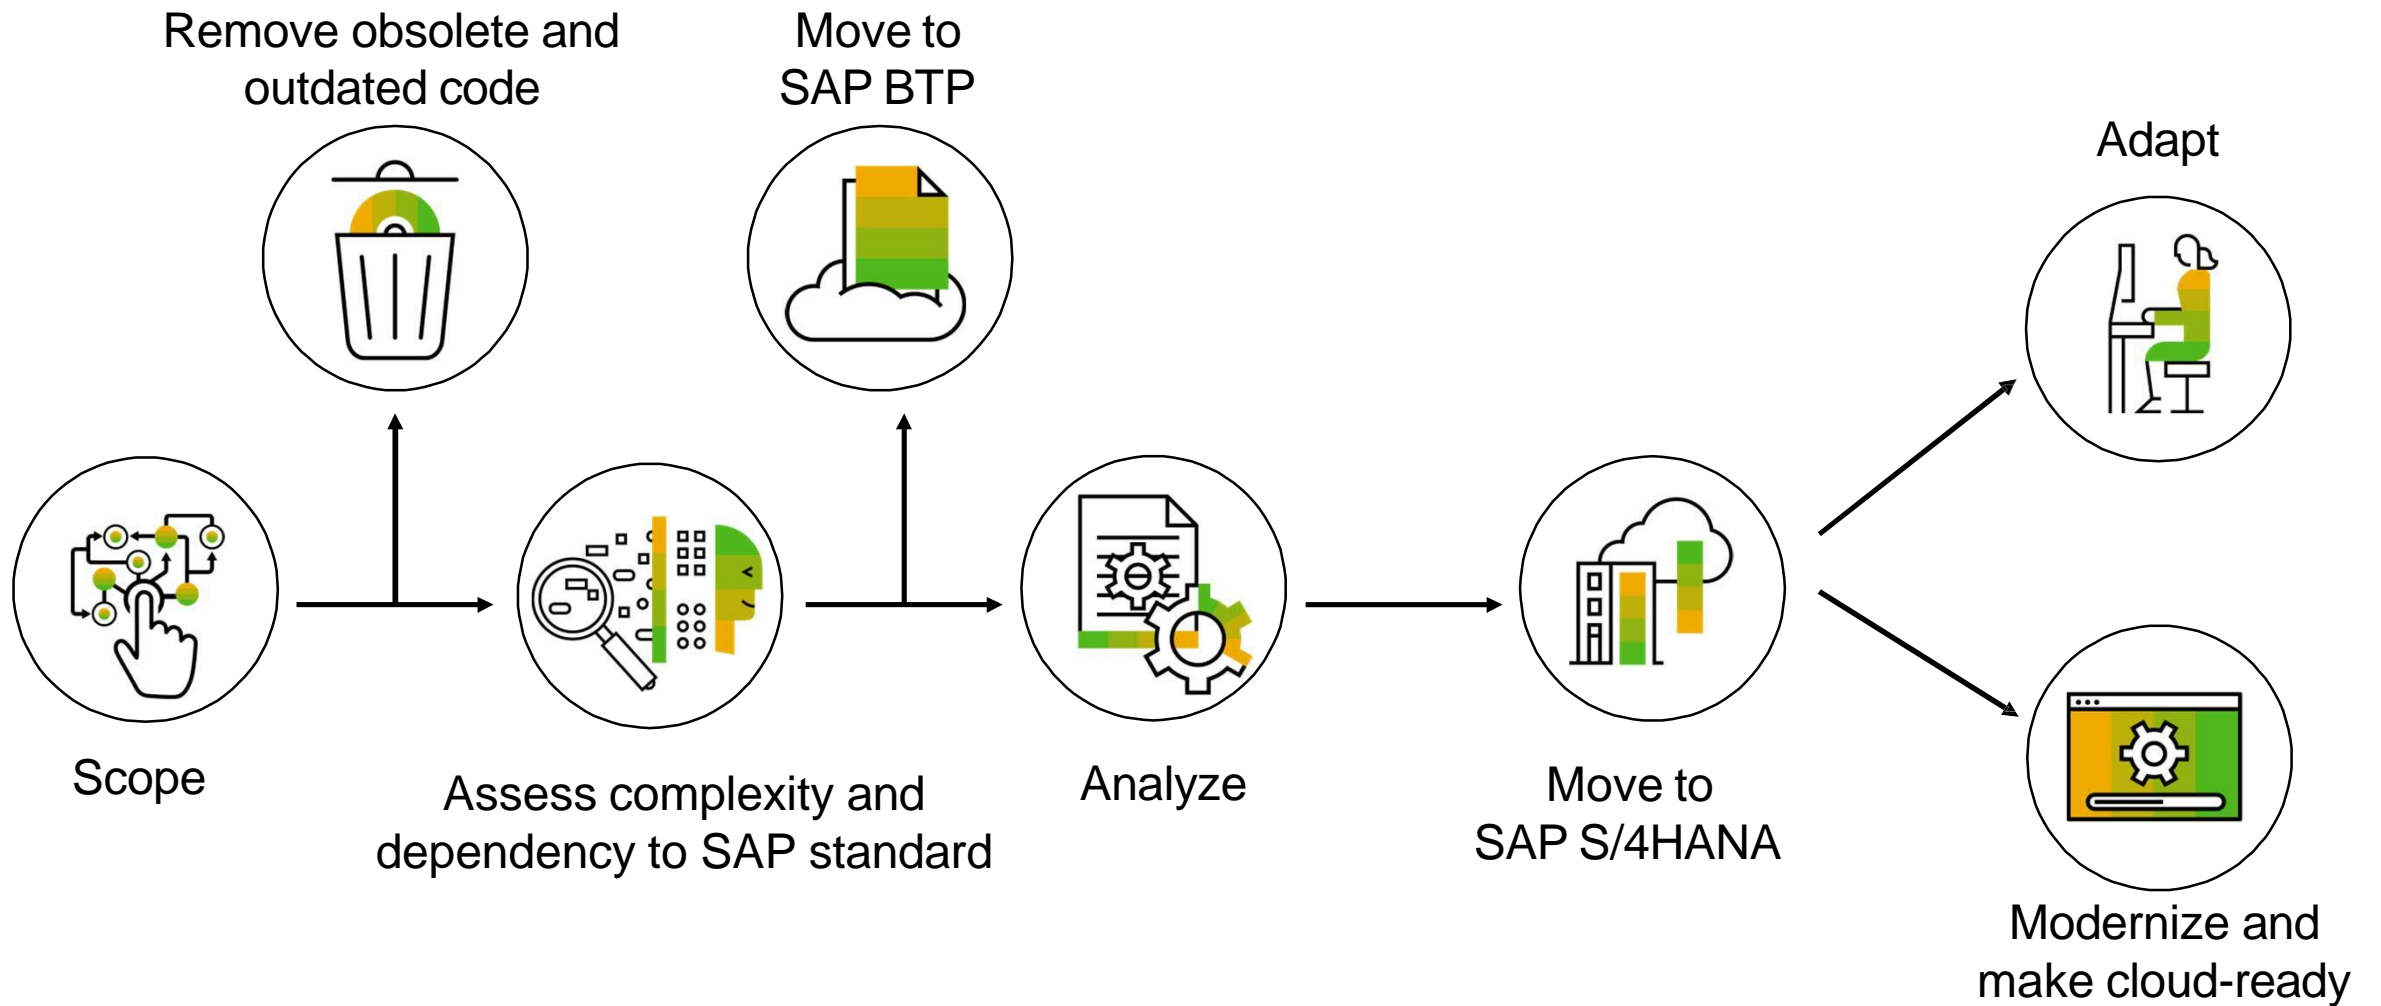 Remove obsolete and
outdated code
Move to
SAP BTP
Adapt
Scope
Assess complexity and
dependency to SAP standard
Analyze
Move to
SAP S/4HANA
Modernize and
make cloud-ready